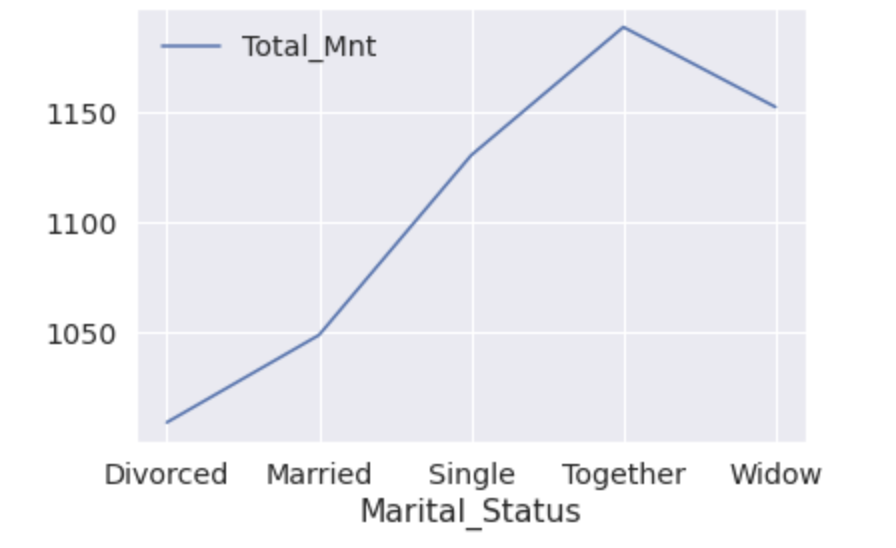 Total_Mnt
1150
1100
1050
Divorced Married Single Together Widow
Marital_Status